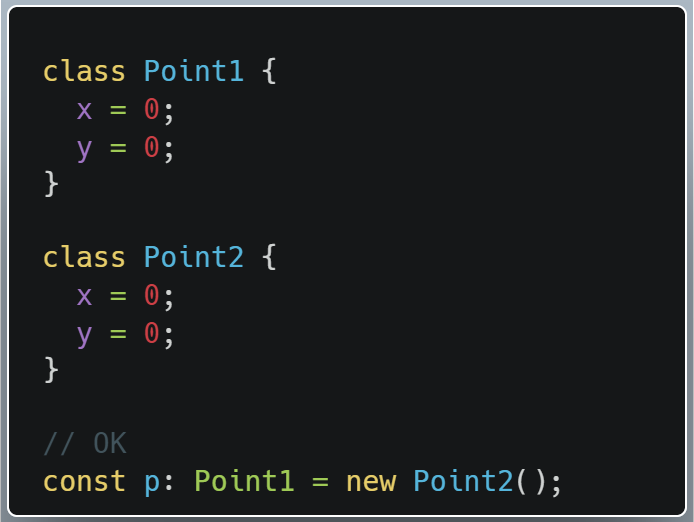 class Point1 {
  x = 0;
  y = 0;
}

class Point2 {
  x = 0;
  y = 0;
}

// OK
const p: Point1 = new Point2();